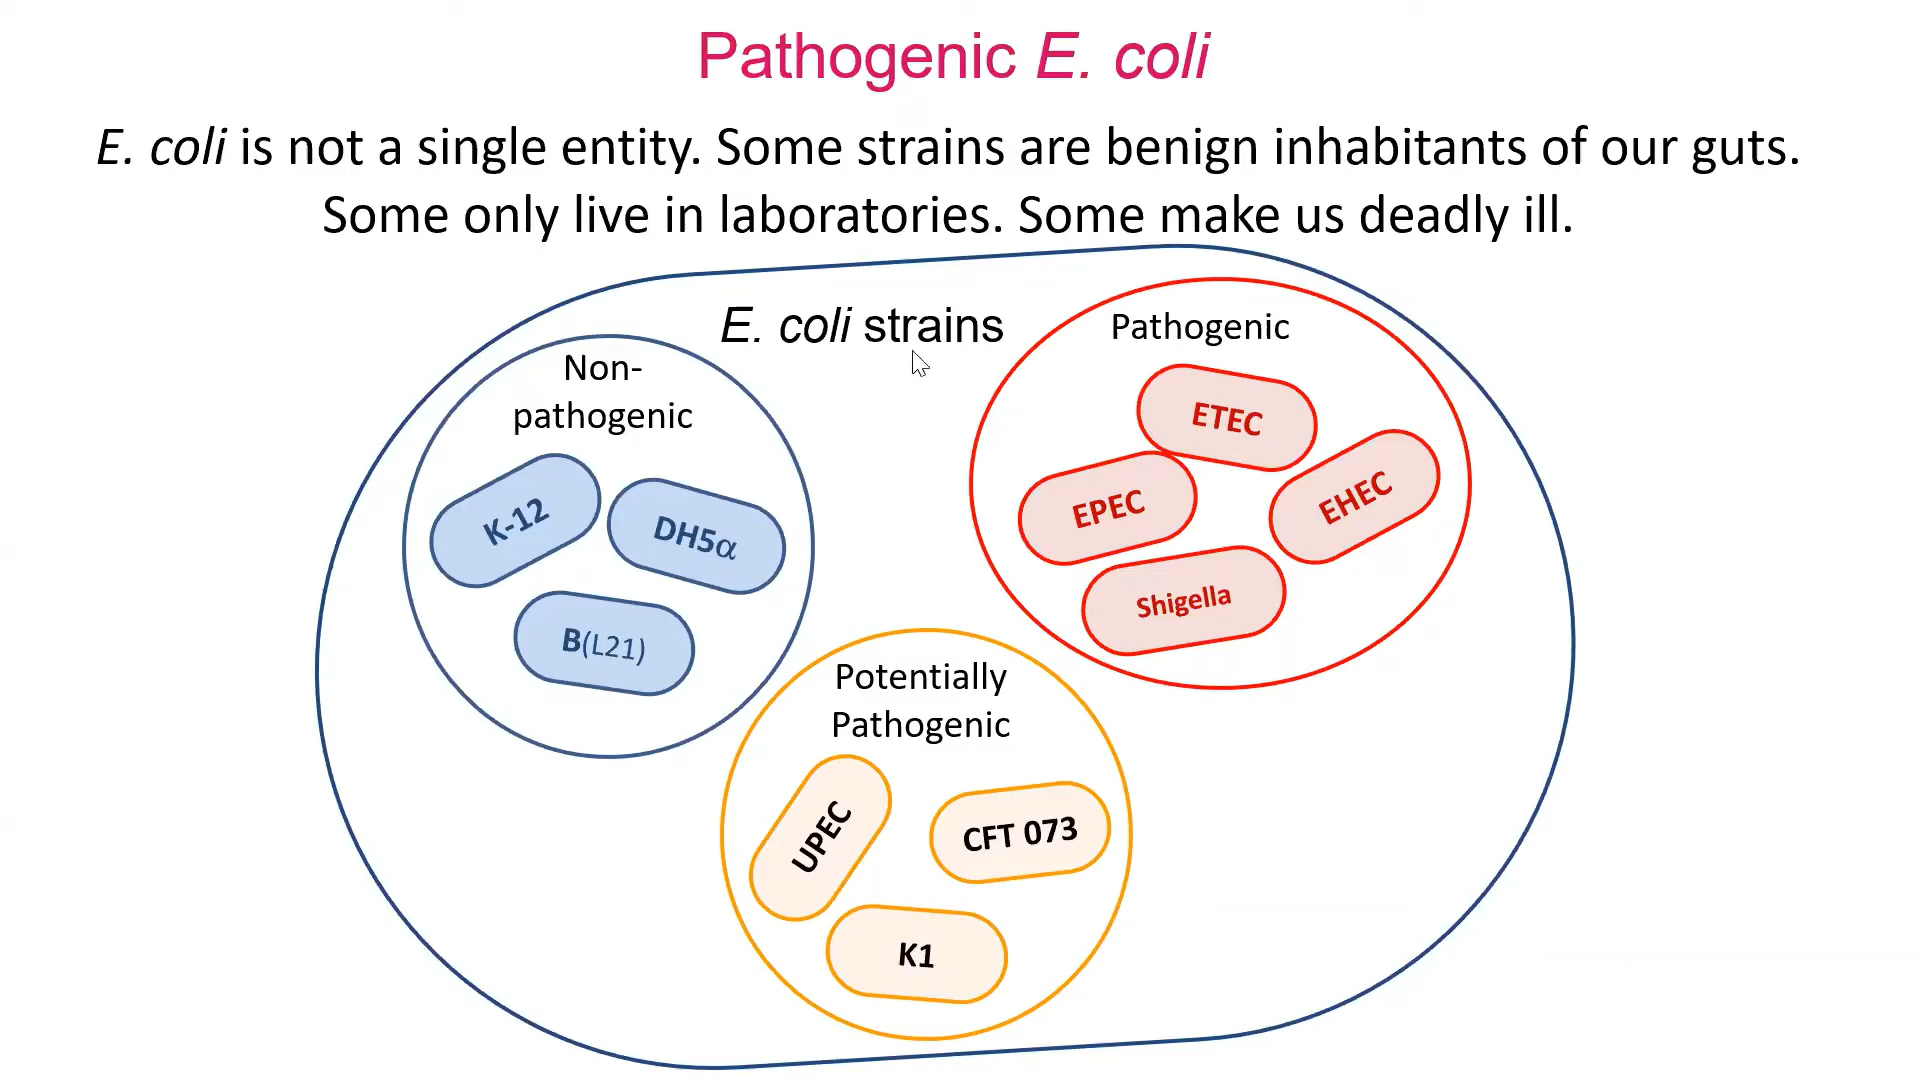 Pathogenic E. coli
E. coli is not a single entity. Some strains are benign inhabitants of our guts.
Some only live in laboratories. Some make us deadly ill.
E. coli strains
Non-
pathogenic
K-12
DH5α
B(L21)
Pathogenic
ETEC
EPEC
EHEC
Shigella
Potentially
Pathogenic
UPEC
CFT 073
K1